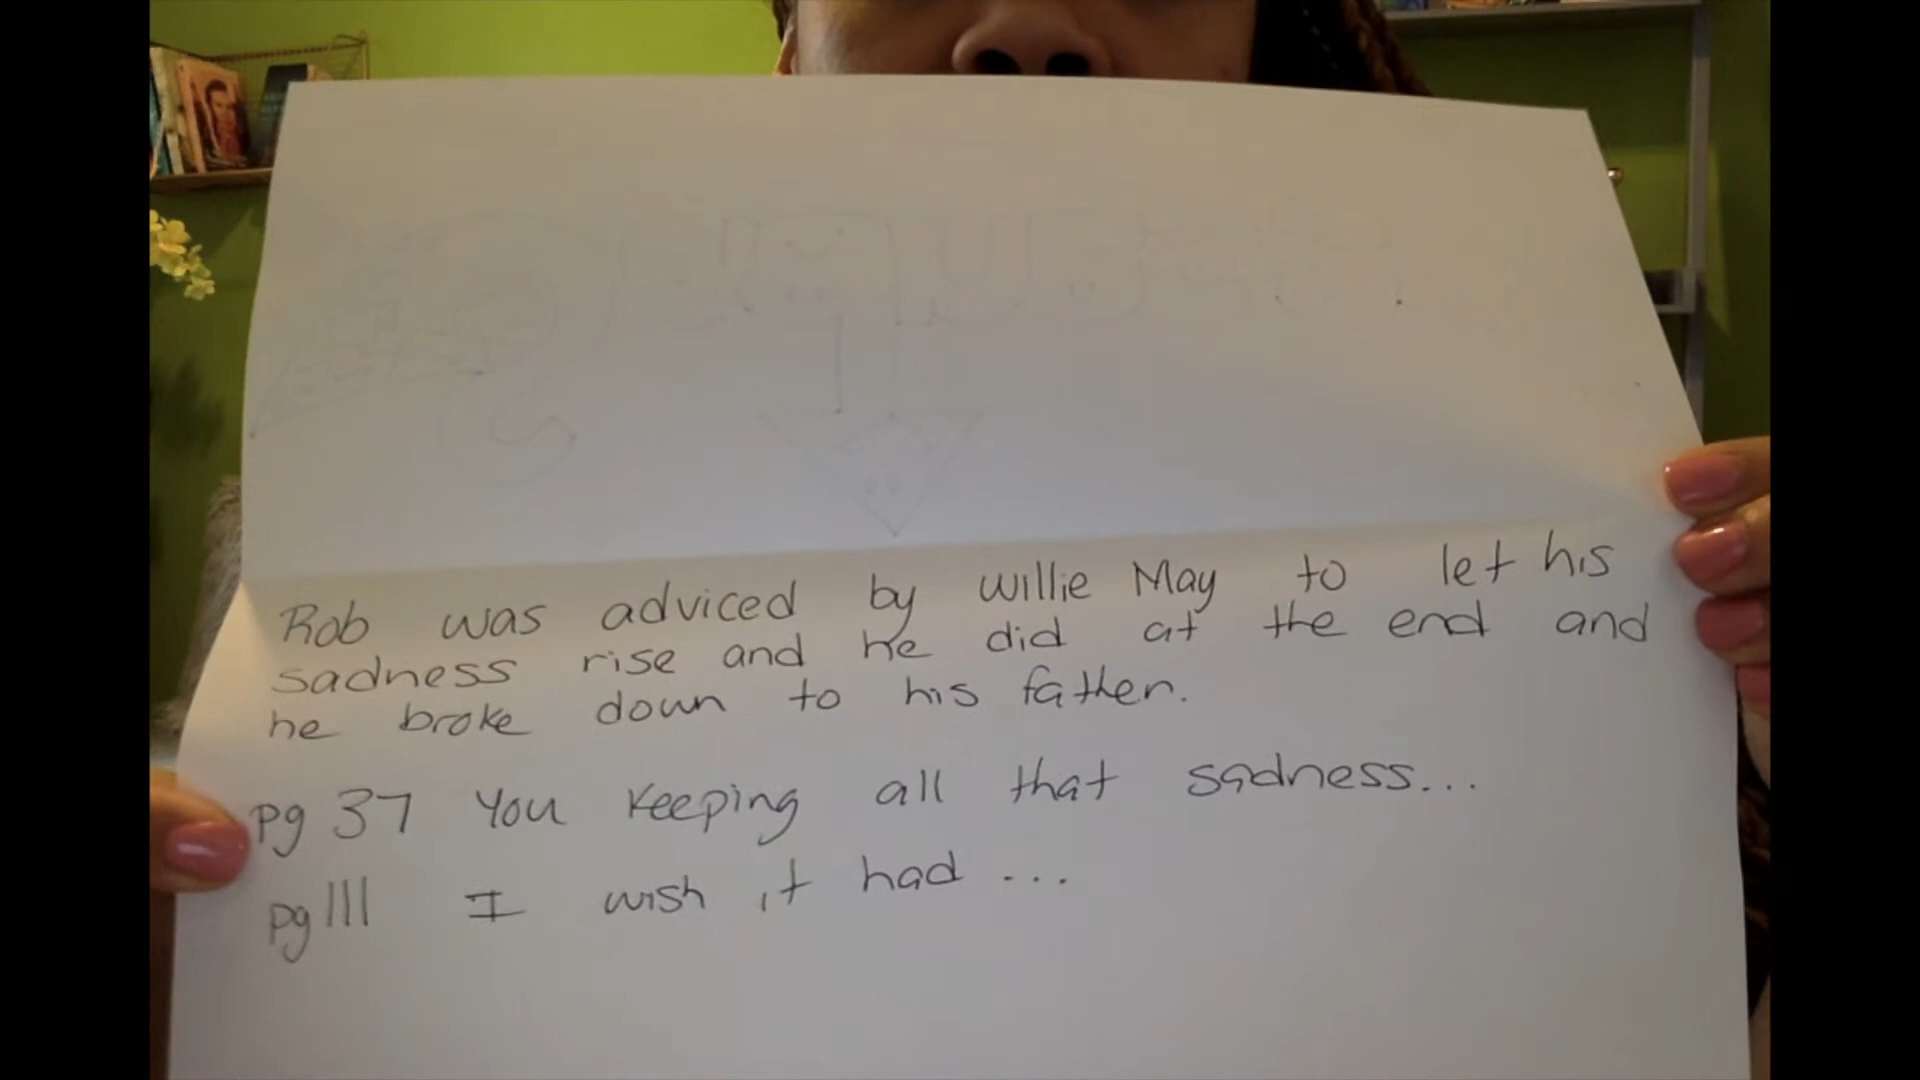 Rob was adviced by Willie May to let his
sadness rise and he did at the end and
he broke down to his father.
pg 37 You keeping all that sadness...
pg 111 I wish it had ...